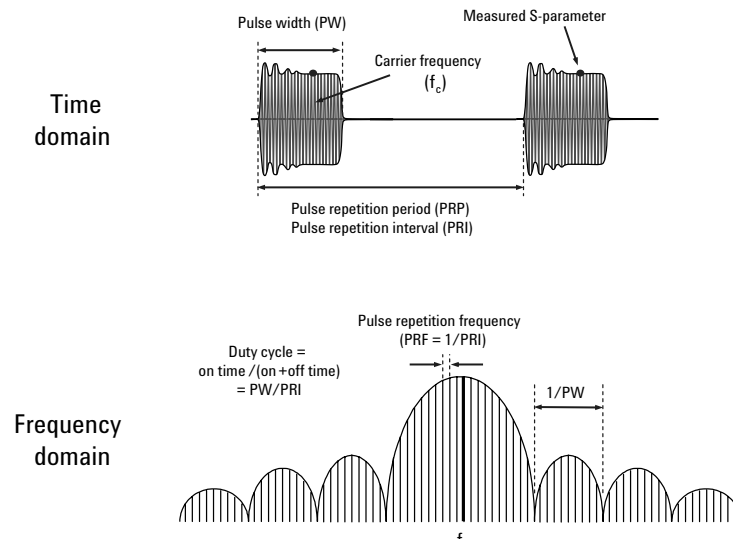 Pulse width (PW)
Measured S-parameter
Carrier frequency
(fc)
Time
domain
Pulse repetition period (PRP)
Pulse repetition interval (PRI)
Pulse repetition frequency
(PRF = 1/PRI)
Duty cycle =
on time /(on+off time)
= PW/PRI
1/PW
Frequency
domain